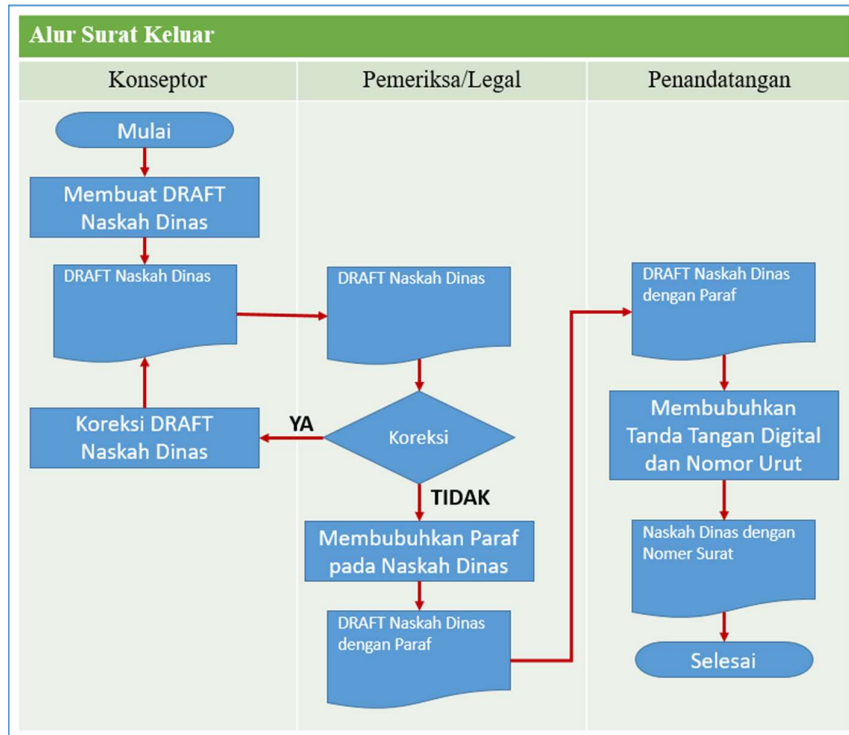 Alur Surat Keluar
Konseptor
Pemeriksa/Legal
Penandatangan
Mulai
Membuat DRAFT
Naskah Dinas
DRAFT Naskah Dinas
Koreksi DRAFT
Naskah Dinas
DRAFT Naskah Dinas
Koreksi
YA
TIDAK
Membubuhkan Paraf
pada Naskah Dinas
DRAFT Naskah Dinas
dengan Paraf
DRAFT Naskah Dinas
dengan Paraf
Membubuhkan
Tanda Tangan Digital
dan Nomor Urut
Naskah Dinas dengan
Nomer Surat
Selesai